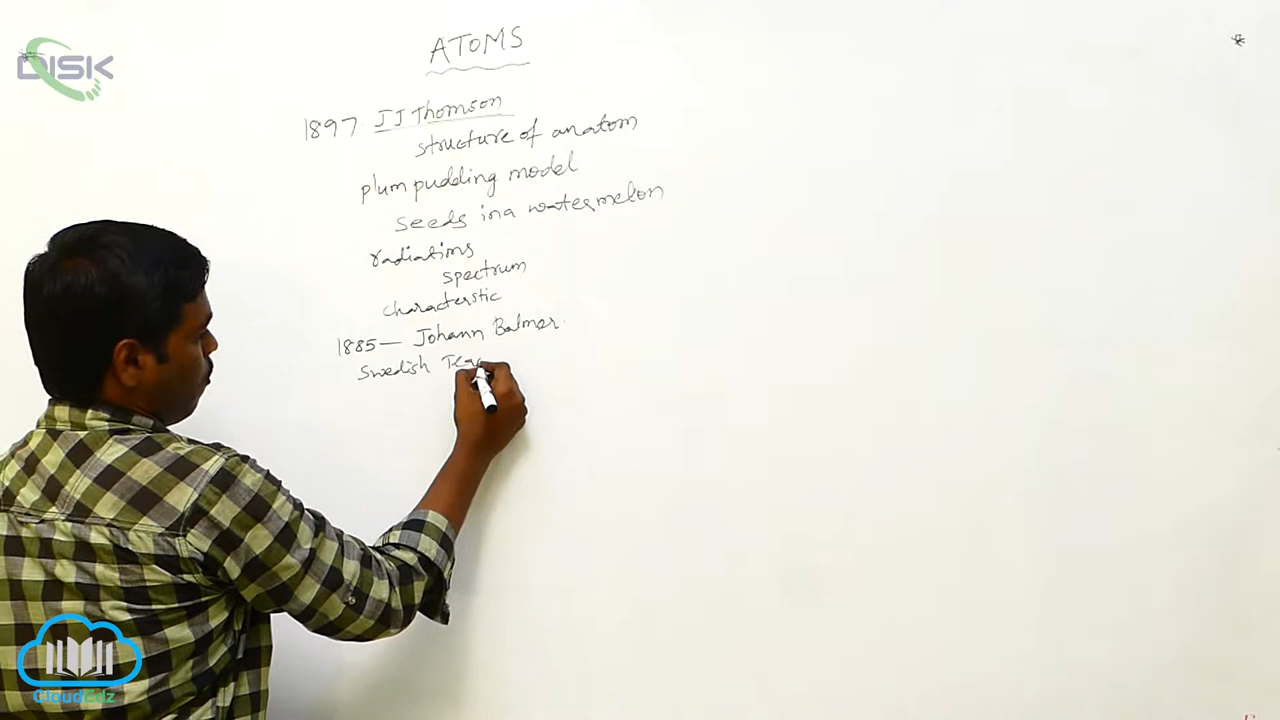 DISK
ATOMS
1897 JJ Thomson
structure of an atom
plum pudding model
seeds in a watermelon
radiations
spectrum
characterstic
1885 — Johann Balmer
Swedish
CloudEdz